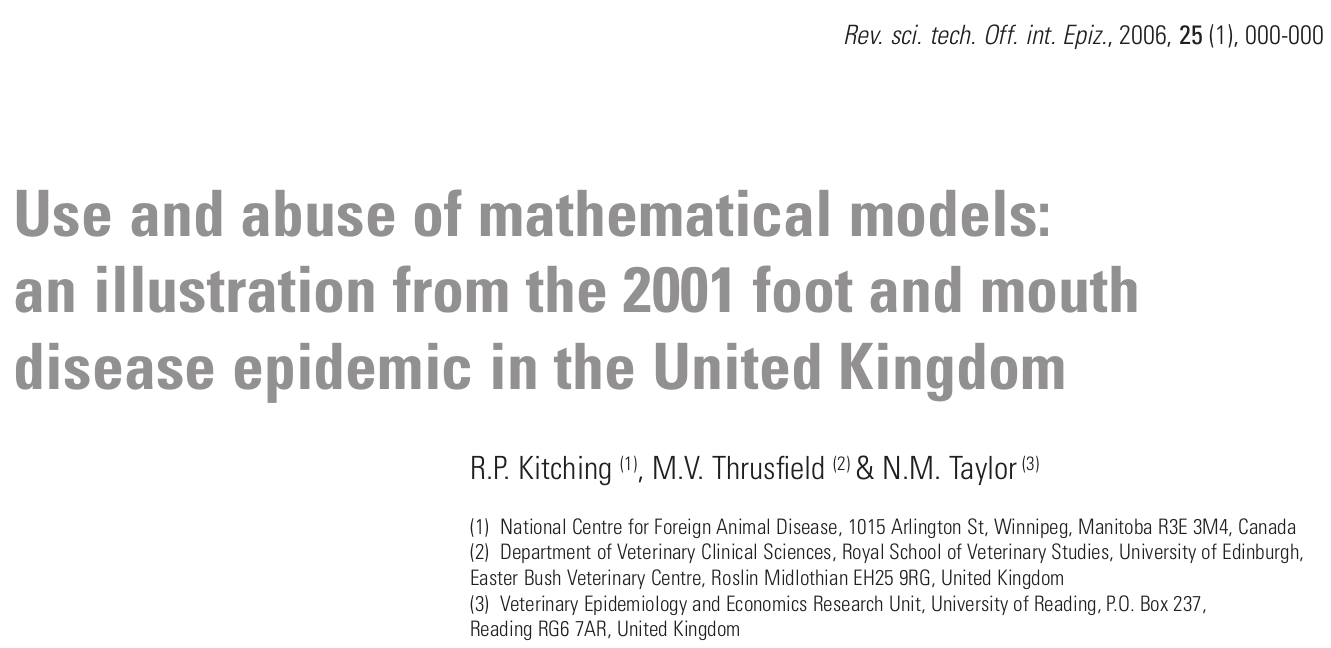 Rev. sci. tech. Off. int. Epiz., 2006, 25 (1), 000-000
Use and abuse of mathematical models:
an illustration from the 2001 foot and mouth
disease epidemic in the United Kingdom
R.P. Kitching (1), M.V. Thrusfield (2) & N.M. Taylor (3)
(1) National Centre for Foreign Animal Disease, 1015 Arlington St, Winnipeg, Manitoba R3E 3M4, Canada
(2) Department of Veterinary Clinical Sciences, Royal School of Veterinary Studies, University of Edinburgh,
Easter Bush Veterinary Centre, Roslin Midlothian EH25 9RG, United Kingdom
(3) Veterinary Epidemiology and Economics Research Unit, University of Reading, P.O. Box 237,
Reading RG6 7AR, United Kingdom